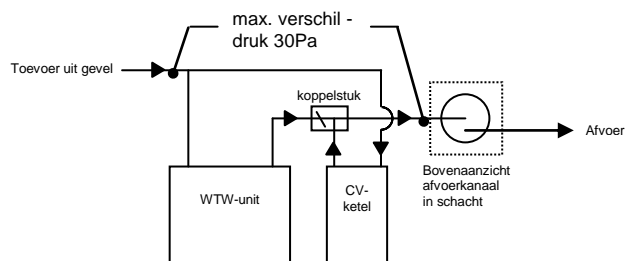 max. verschil -
druk 30Pa
Toevoer uit gevel
koppelstuk
Afvoer
Bovenaanzicht
afvoerkanaal
in schacht
WTW-unit
CV-
ketel